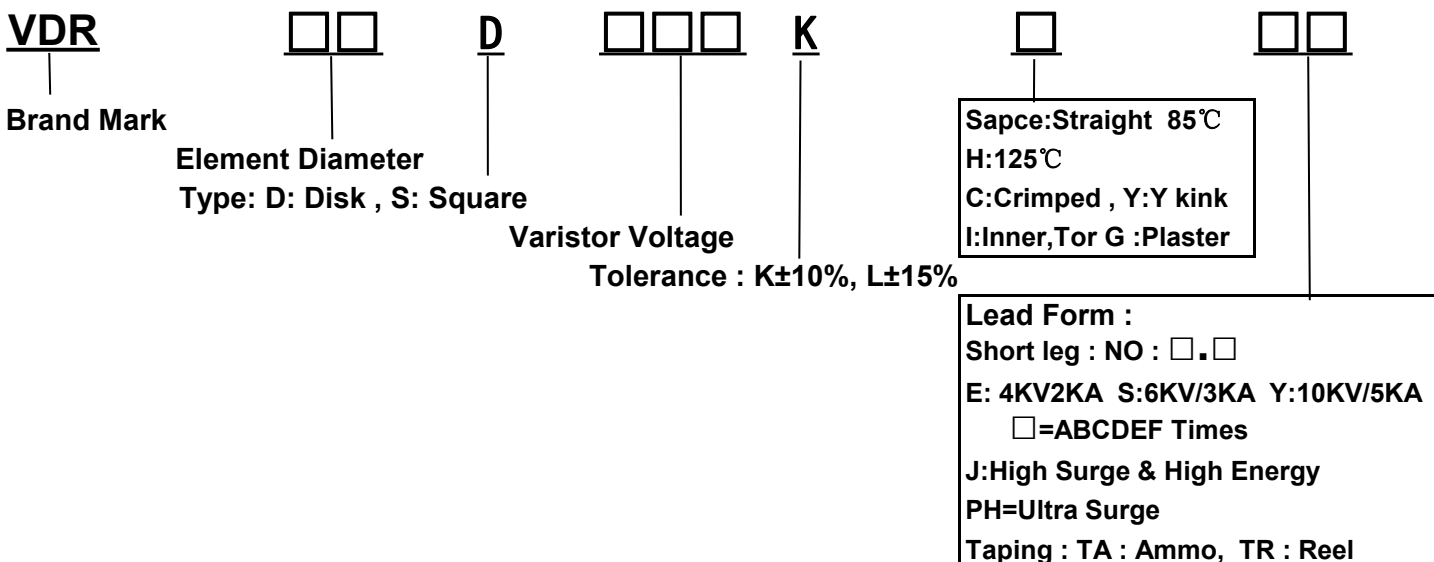 VDR □□ D □□□ K □ □□
Brand Mark
Element Diameter
Type: D: Disk , S: Square
Varistor Voltage
Tolerance : K±10%, L±15%
Sapce:Straight 85℃
H:125℃
C:Crimped , Y:Y kink
I:Inner,Tor G :Plaster
Lead Form :
Short leg : NO : □.□
E: 4KV2KA S:6KV/3KA Y:10KV/5KA
□=ABCDEF Times
J:High Surge & High Energy
PH=Ultra Surge
Taping : TA : Ammo, TR : Reel